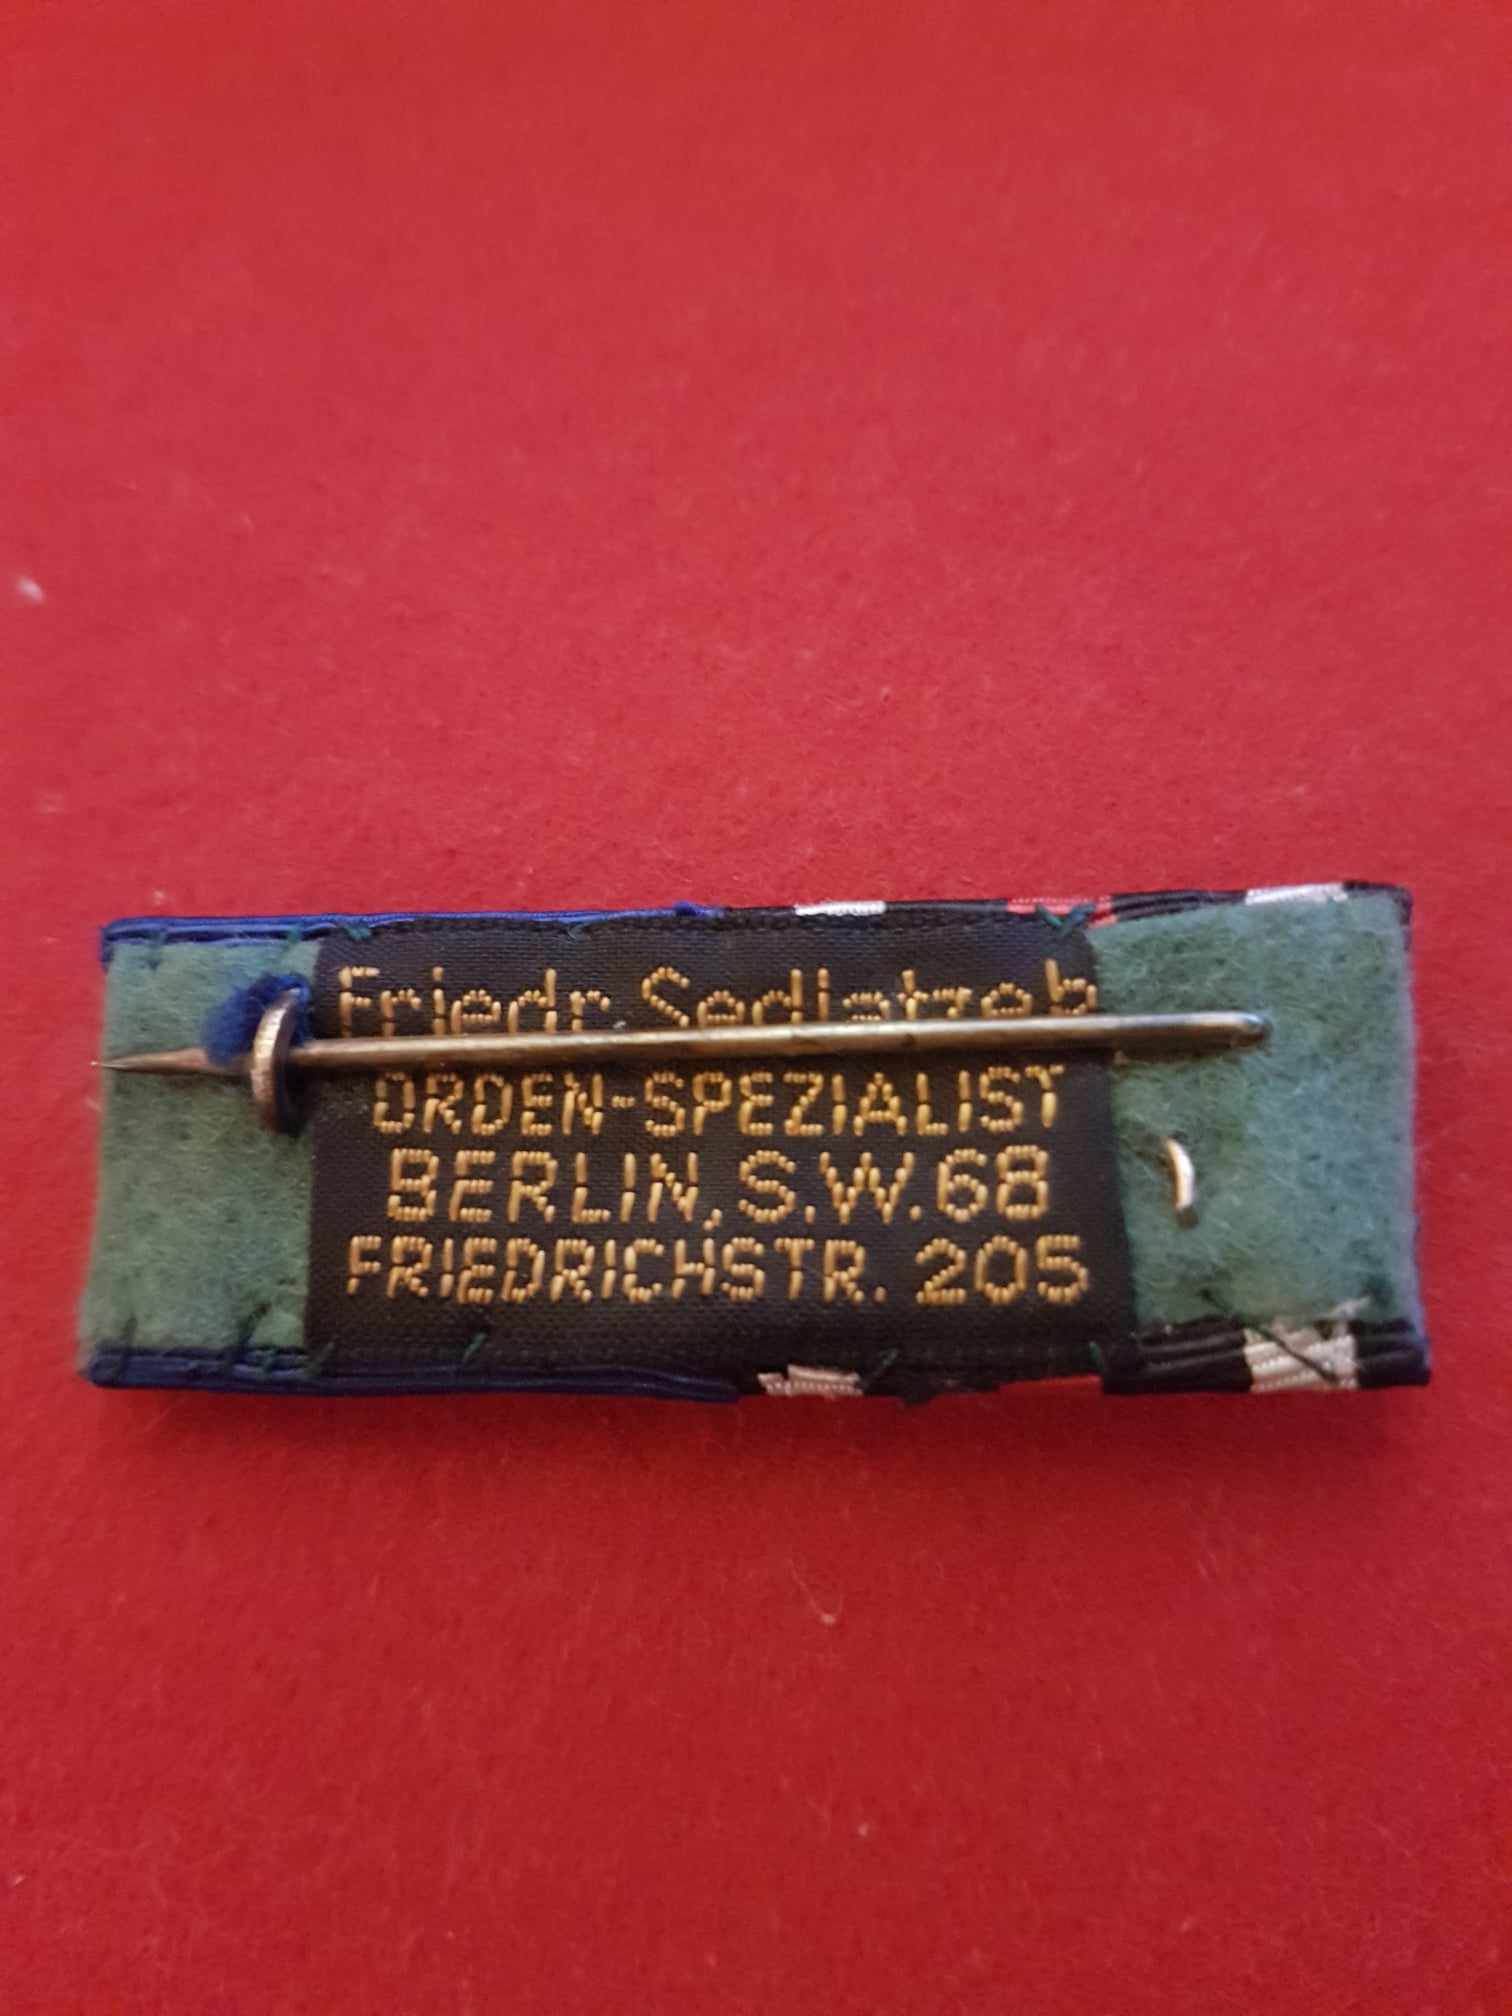 Friedr. Sedlatzek
ORDEN-SPEZIALIST
BERLIN, S.W.68
FRIEDRICHSTR. 205